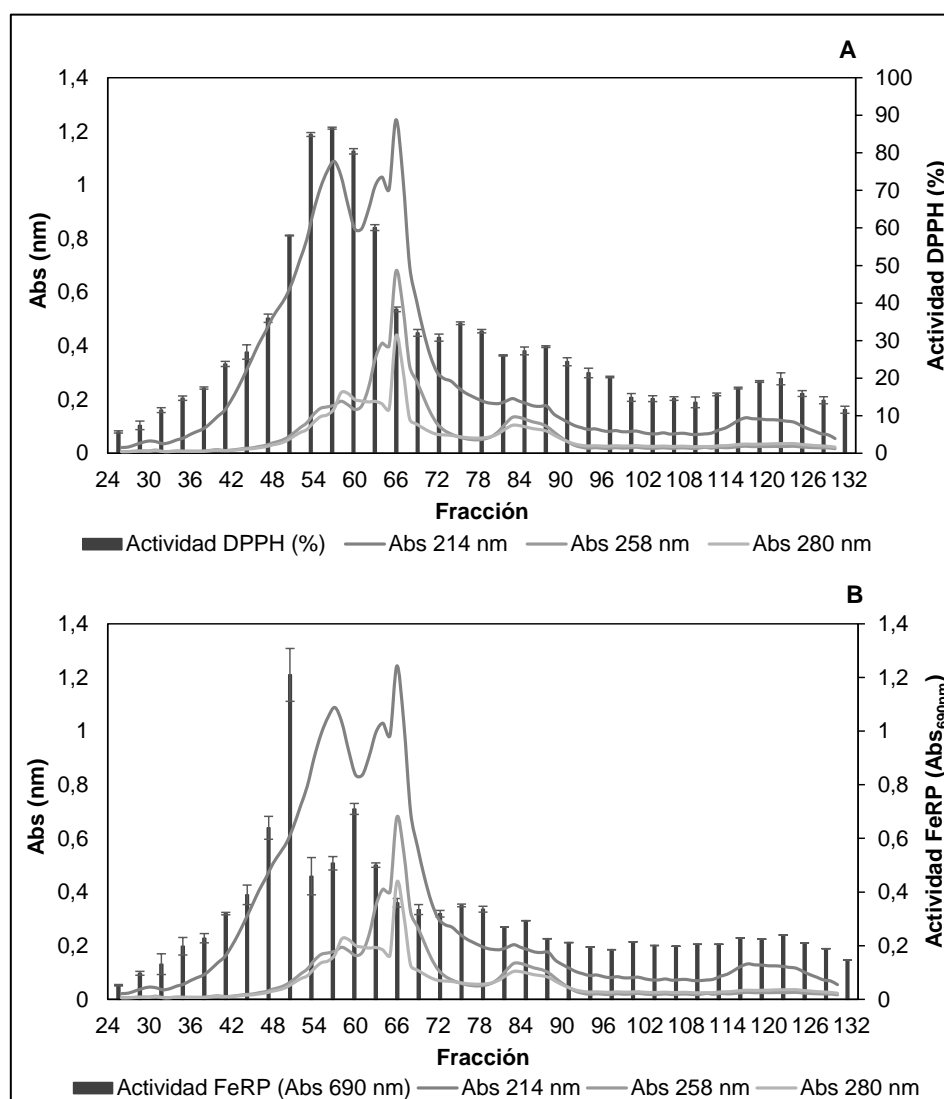 A
1,4
1,2
1
0,8
0,6
0,4
0,2
0
Abs (nm)
100
90
80
70
60
50
40
30
20
10
0
Actividad DPPH (%)
24 30 36 42 48 54 60 66 72 78 84 90 96 102 108 114 120 126 132
Fracción
Actividad DPPH (%) Abs 214 nm Abs 258 nm Abs 280 nm
B
1,4
1,2
1
0,8
0,6
0,4
0,2
0
Abs (nm)
1,4
1,2
1
0,8
0,6
0,4
0,2
0
Actividad FeRP (Abs690nm)
24 30 36 42 48 54 60 66 72 78 84 90 96 102 108 114 120 126 132
Fracción
Actividad FeRP (Abs 690 nm) Abs 214 nm Abs 258 nm Abs 280 nm